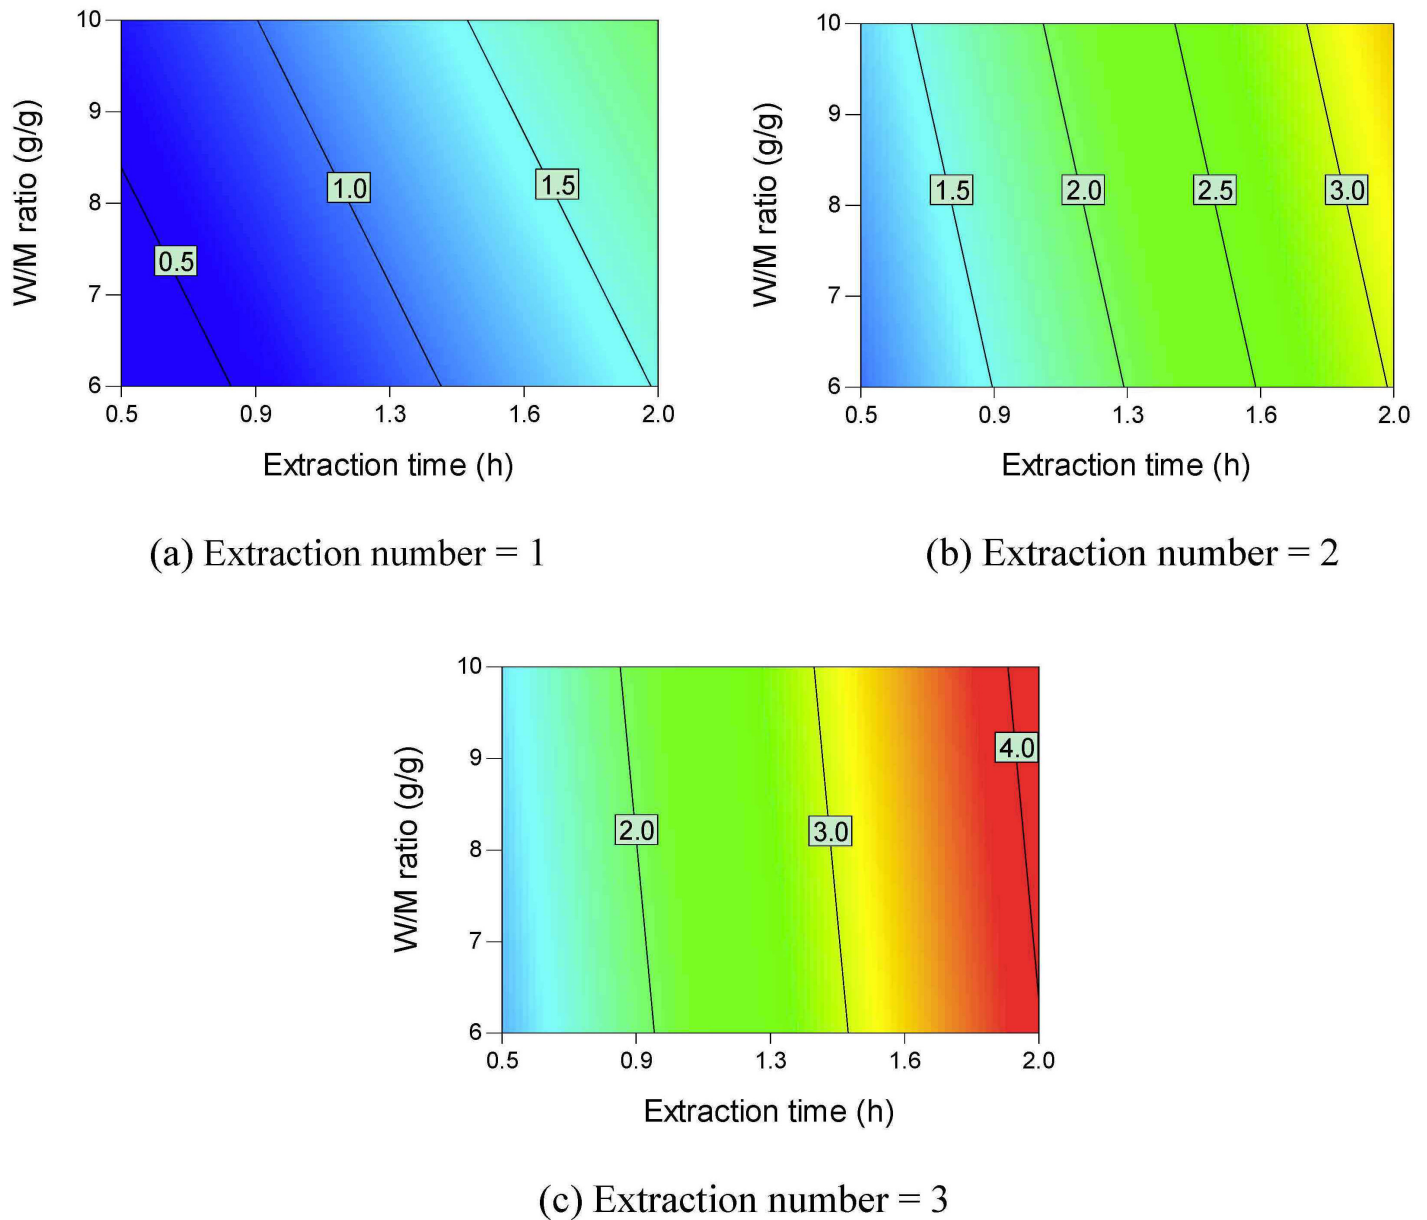 10
9
8
7
6
W/M ratio (g/g)
0.5
1.0
1.5
0.5 0.9 1.3 1.6 2.0
Extraction time (h)
(a) Extraction number = 1
10
9
8
7
6
W/M ratio (g/g)
1.5 2.0 2.5 3.0
0.5 0.9 1.3 1.6 2.0
Extraction time (h)
(b) Extraction number = 2
10
9
8
7
6
W/M ratio (g/g)
4.0
2.0 3.0
0.5 0.9 1.3 1.6 2.0
Extraction time (h)
(c) Extraction number = 3